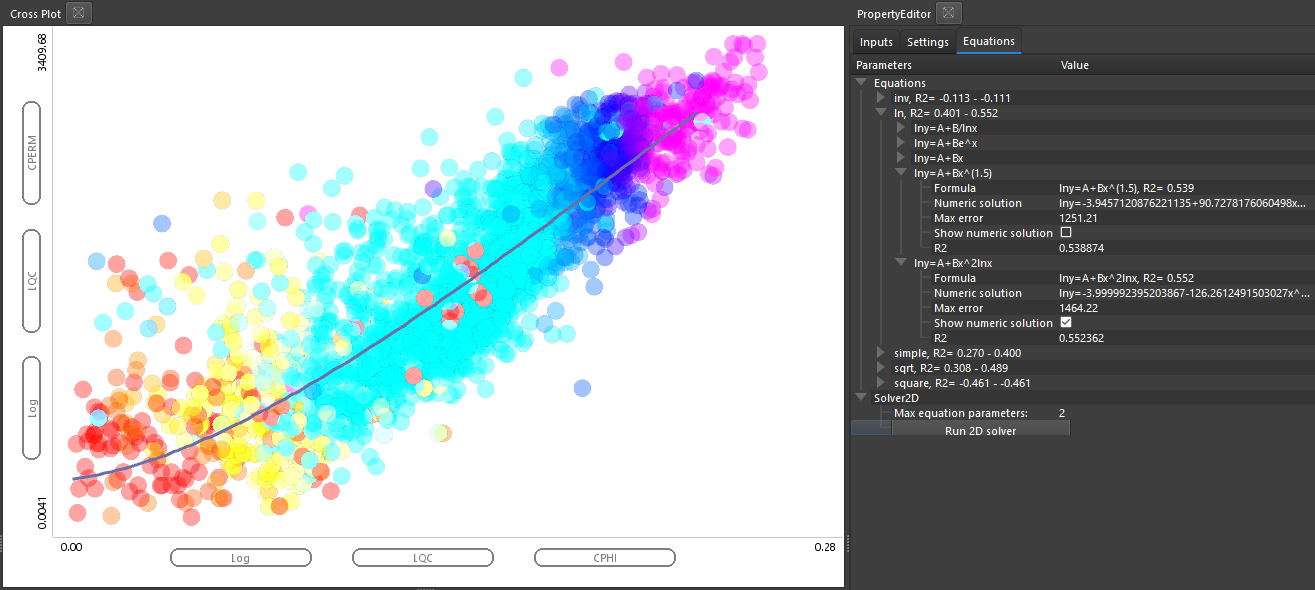 Cross Plot
3409.68
CPERM
LQC
Log
0.0041
0.00
0.28
Log
LQC
CPHI
PropertyEditor
Inputs Settings Equations
Parameters Value
Equations
inv, R2= -0.113 - -0.111
ln, R2= 0.401 - 0.552
lny=A+B/lnx
lny=A+Be^x
lny=A+Bx
lny=A+Bx^(1.5)
Formula lny=A+Bx^(1.5), R2= 0.539
Numeric solution lny=-3.9457120876221135+90.7278176060498x...
Max error 1251.21
Show numeric solution
R2 0.538874
lny=A+Bx^2lnx
Formula lny=A+Bx^2lnx, R2= 0.552
Numeric solution lny=-3.999992395203867-126.2612491503027x^...
Max error 1464.22
Show numeric solution
R2 0.552362
simple, R2= 0.270 - 0.400
sqrt, R2= 0.308 - 0.489
square, R2= -0.461 - -0.461
Solver2D
Max equation parameters: 2
Run 2D solver